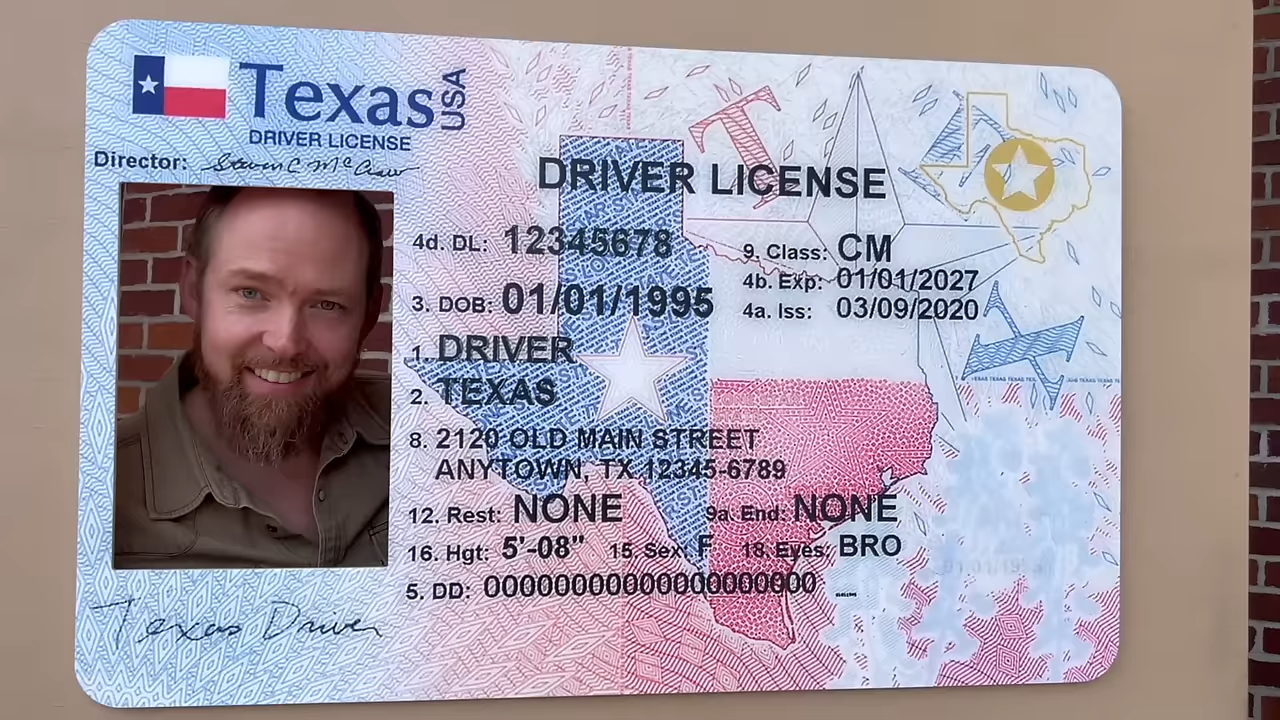 Texas USA
DRIVER LICENSE
Director: Steven C McCraw
DRIVER LICENSE
4d. DL: 12345678
9. Class: CM
4b. Exp: 01/01/2027
3. DOB: 01/01/1995
4a. Iss: 03/09/2020
1. DRIVER
2. TEXAS
8. 2120 OLD MAIN STREET
ANYTOWN, TX 12345-6789
12. Rest: NONE
9a. End: NONE
16. Hgt: 5'-08" 15. Sex: F 18. Eyes: BRO
5. DD: 00000000000000000000
Texas Driver